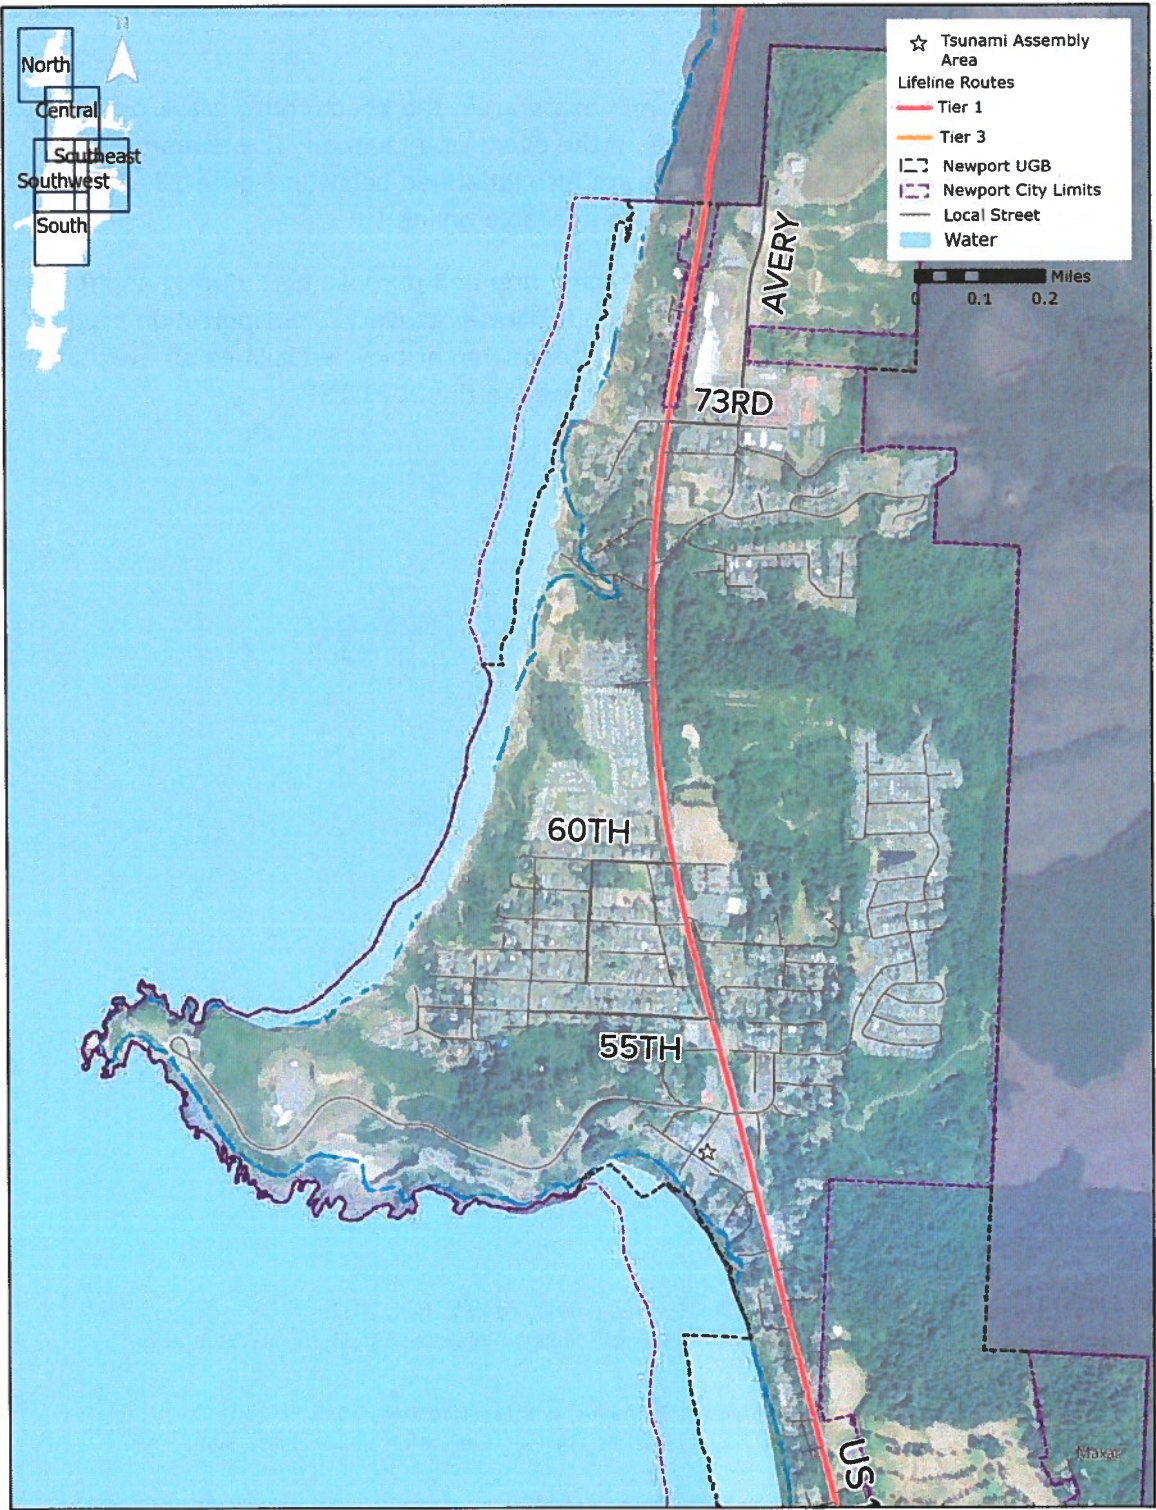 N
North
Central
Southeast
Southwest
South
Tsunami Assembly
Area
Lifeline Routes
Tier 1
Tier 3
Newport UGB
Newport City Limits
Local Street
Water
Miles
0 0.1 0.2
AVERY
73RD
60TH
55TH
US
Maxar